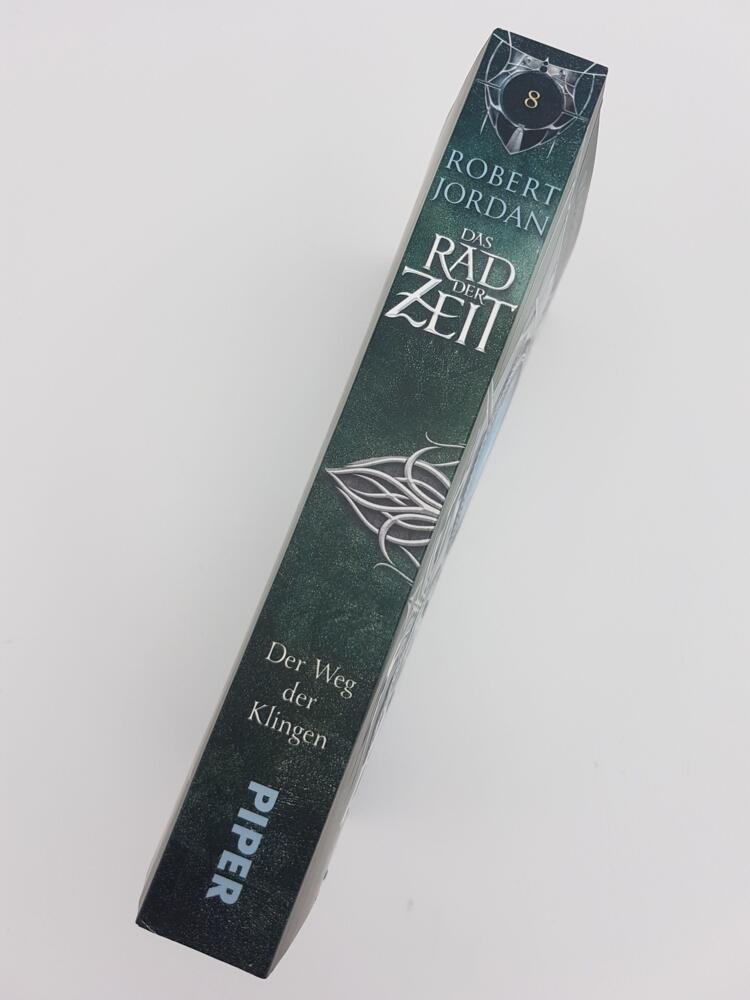 8
ROBERT
JORDAN
DAS
RAD
DER
ZEIT
Der Weg
der
Klingen
PIPER